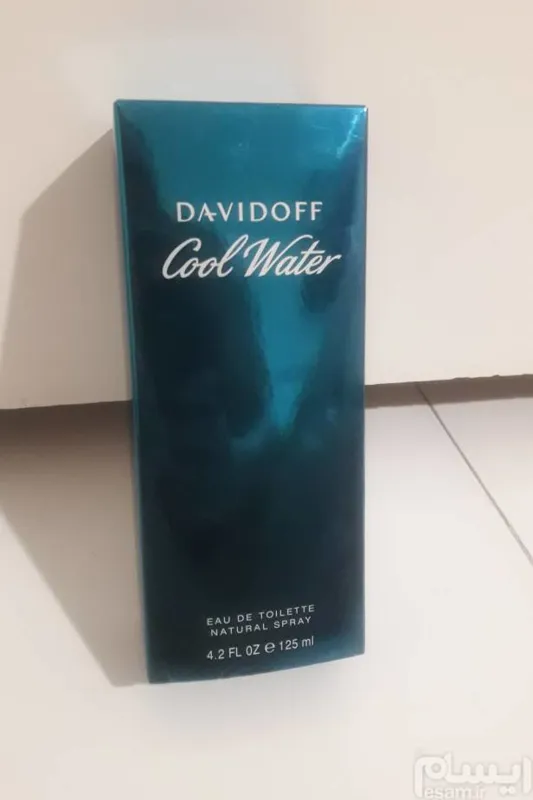 DAVIDOFF
Cool Water
EAU DE TOILETTE
NATURAL SPRAY
4.2 FL OZ e 125 ml
ایسام
esam.ir